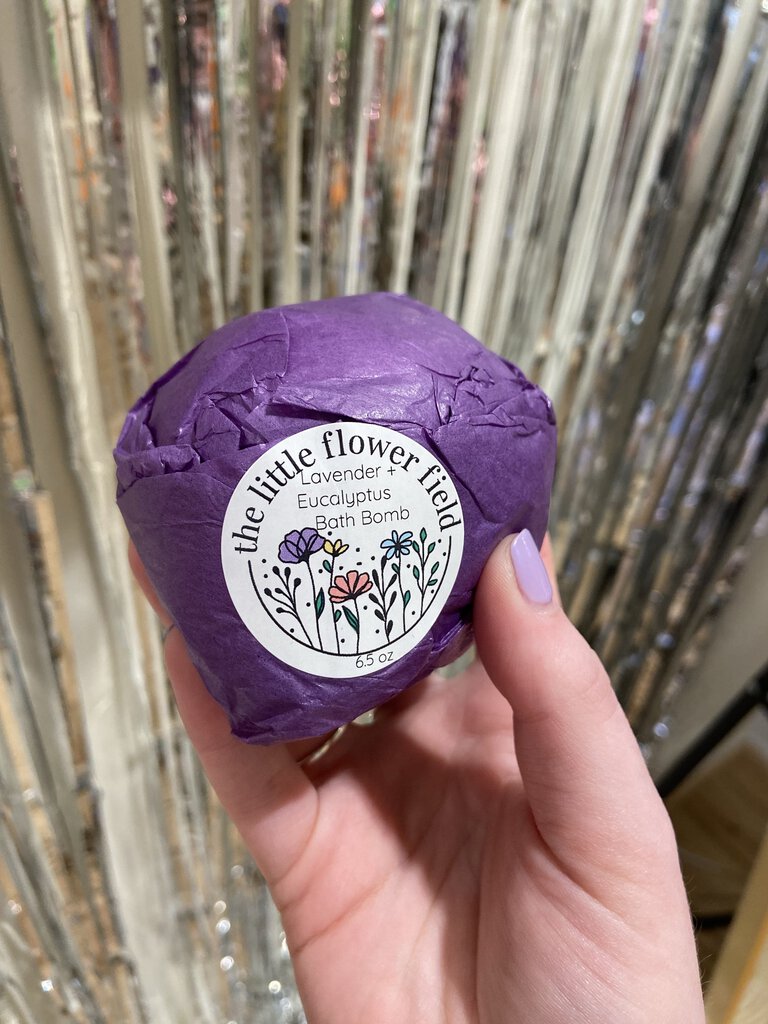 the little flower field
Lavender +
Eucalyptus
Bath Bomb
6.5 oz